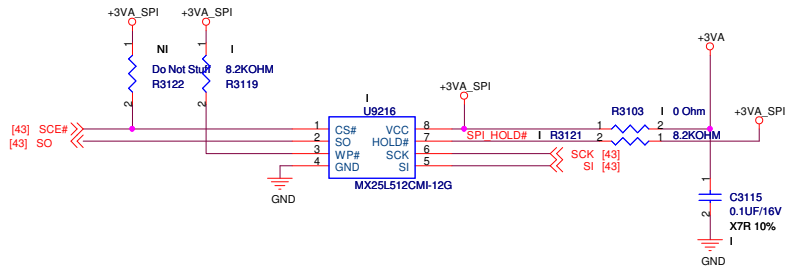 +3VA_SPI +3VA_SPI
1 NI 1 I
Do Not Stuff 8.2KOHM
R3122 R3119
2 2
+3VA
+3VA_SPI
I
U9216
R3103 I 0 Ohm +3VA_SPI
[43] SCE# 1 CS# VCC 8 1 2
[43] SO 2 SO HOLD# 7 SPI_HOLD# I R3121 2 1 8.2KOHM
3 WP# SCK 6 SCK [43]
4 GND SI 5 SI [43]
MX25L512CMI-12G
GND
1
C3115
0.1UF/16V
2
X7R 10%
I
GND